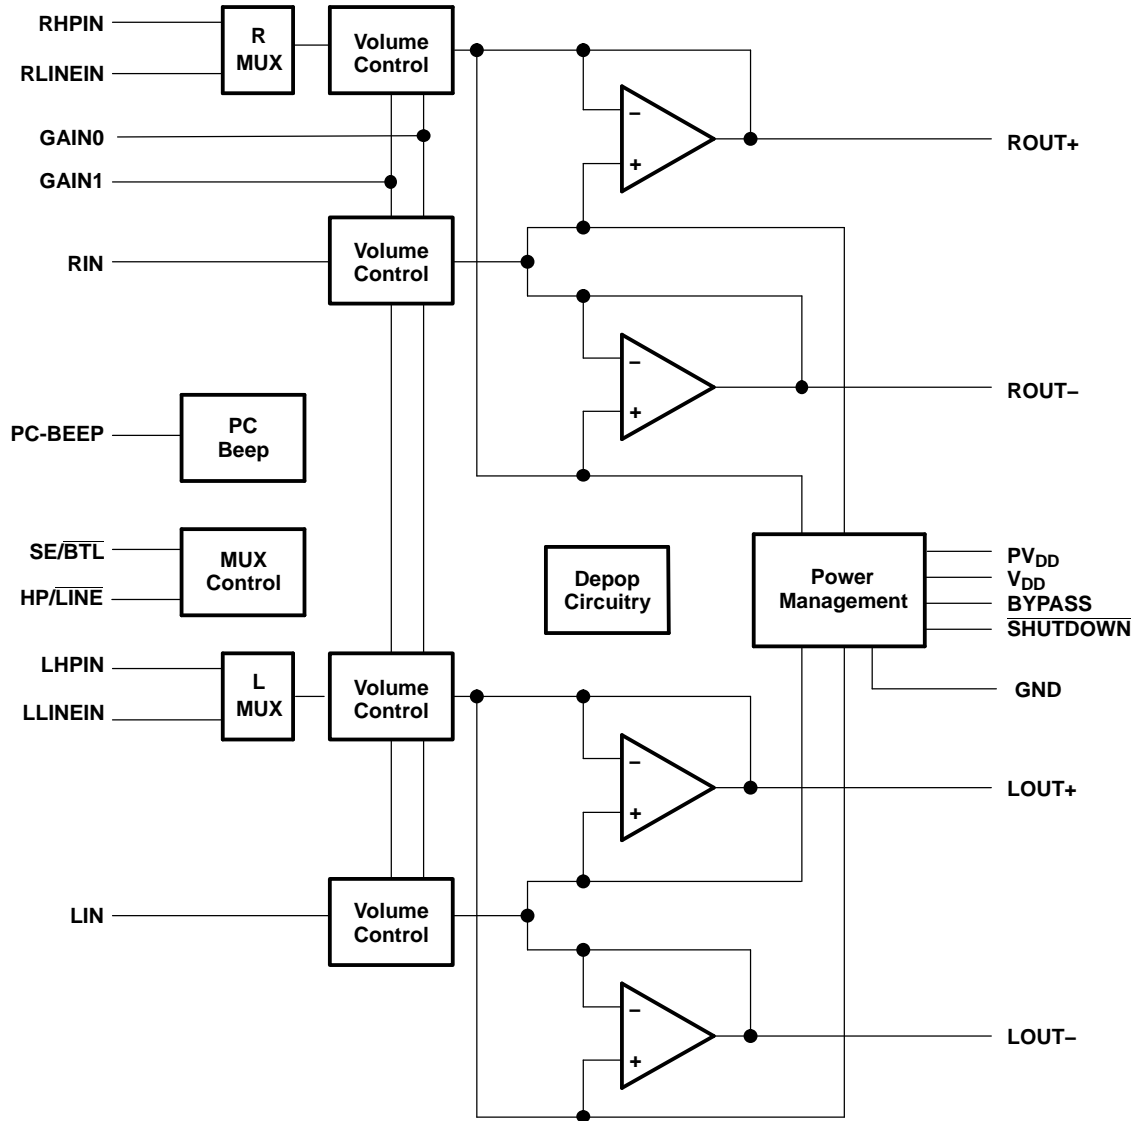 RHPIN
RLINEIN
R
MUX
Volume
Control
GAIN0
GAIN1
−
+
ROUT+
RIN
Volume
Control
−
+
ROUT−
PC-BEEP
PC
Beep
SE/BTL
HP/LINE
MUX
Control
Depop
Circuitry
Power
Management
PVDD
VDD
BYPASS
SHUTDOWN
GND
LHPIN
LLINEIN
L
MUX
Volume
Control
−
+
LOUT+
LIN
Volume
Control
−
+
LOUT−